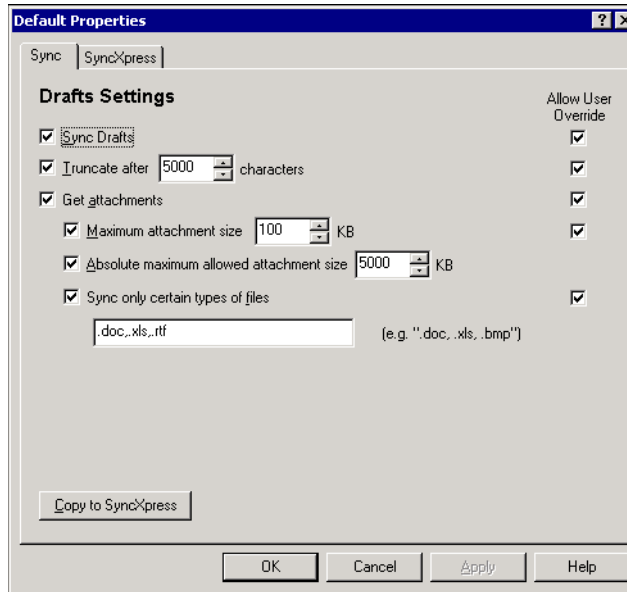 Default Properties
Sync SyncXpress
Drafts Settings
Allow User
Override
Sync Drafts
Truncate after 5000 characters
Get attachments
Maximum attachment size 100 KB
Absolute maximum allowed attachment size 5000 KB
Sync only certain types of files
.doc,.xls,.rtf (e.g. ".doc, .xls, .bmp")
Copy to SyncXpress
OK Cancel Apply Help